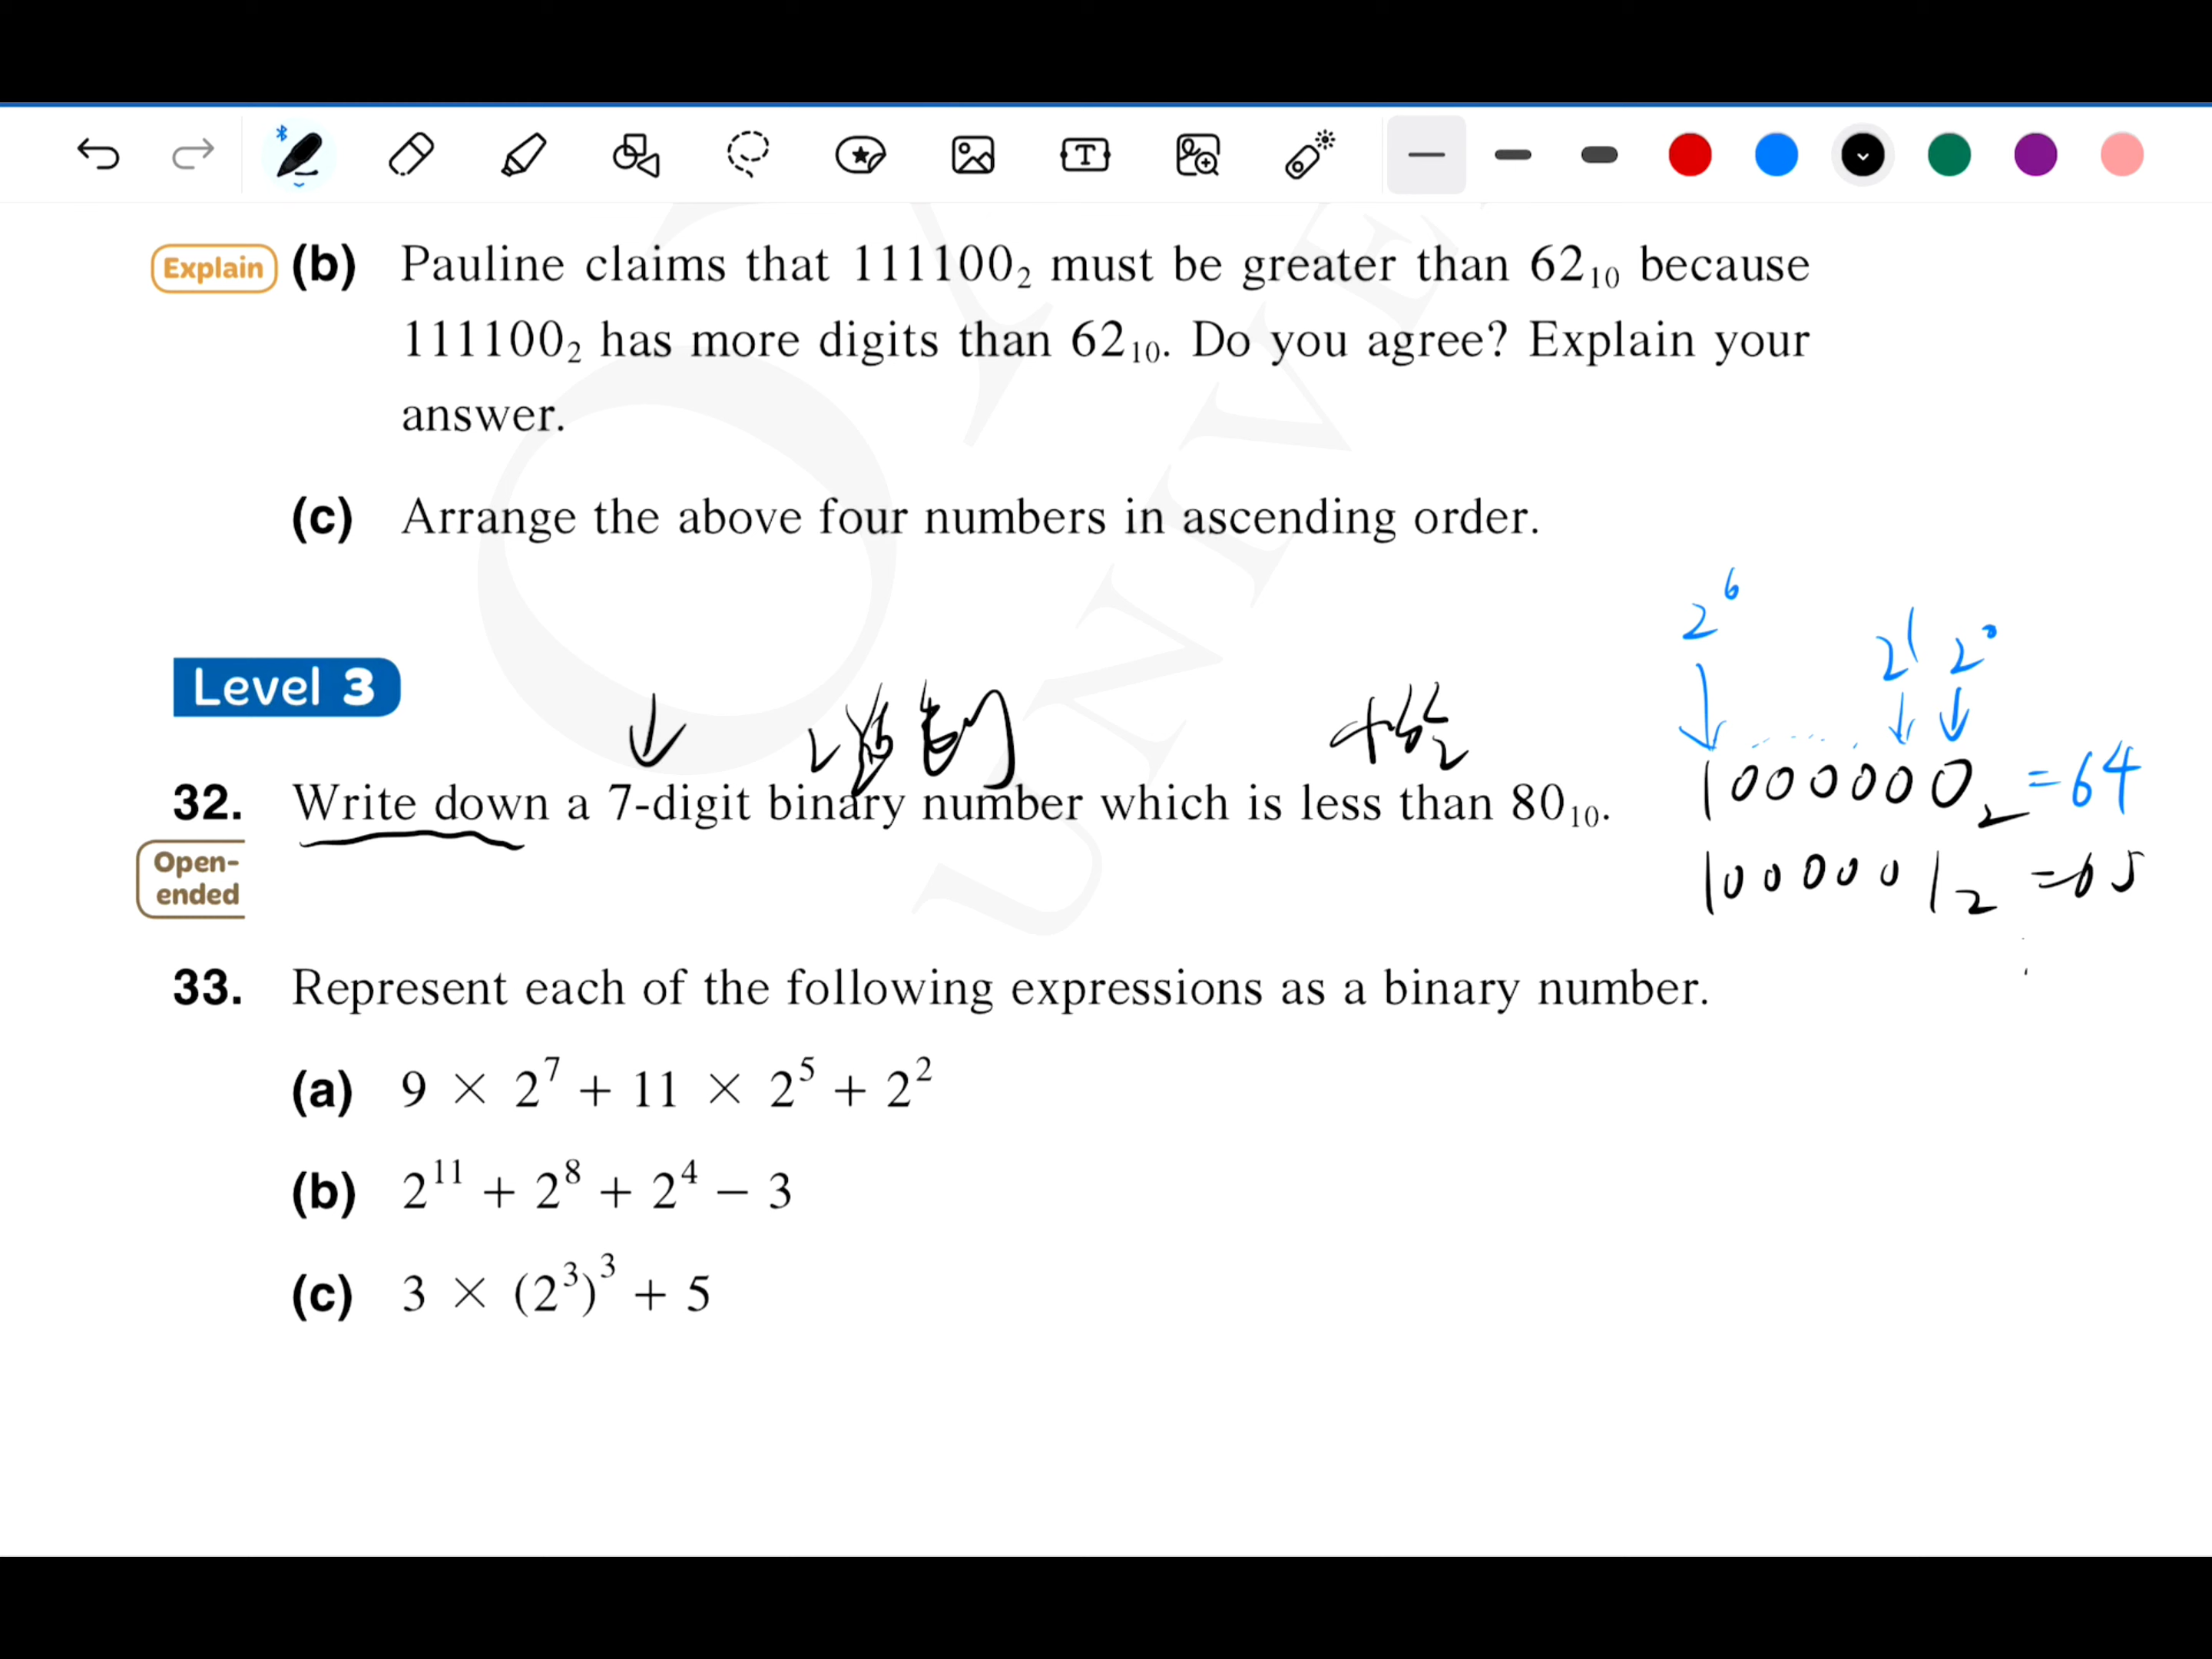 Explain (b) Pauline claims that 111100₂ must be greater than 62₁₀ because
111100₂ has more digits than 62₁₀. Do you agree? Explain your
answer.
(c) Arrange the above four numbers in ascending order.
2⁶ 2¹ 2⁰
Level 3
1000000₂ = 64
32. Write down a 7-digit binary number which is less than 80₁₀.
Open-
ended
1000001₂ = 65
33. Represent each of the following expressions as a binary number.
(a) 9 × 2⁷ + 11 × 2⁵ + 2²
(b) 2¹¹ + 2⁸ + 2⁴ − 3
(c) 3 × (2³)³ + 5
UNIVE